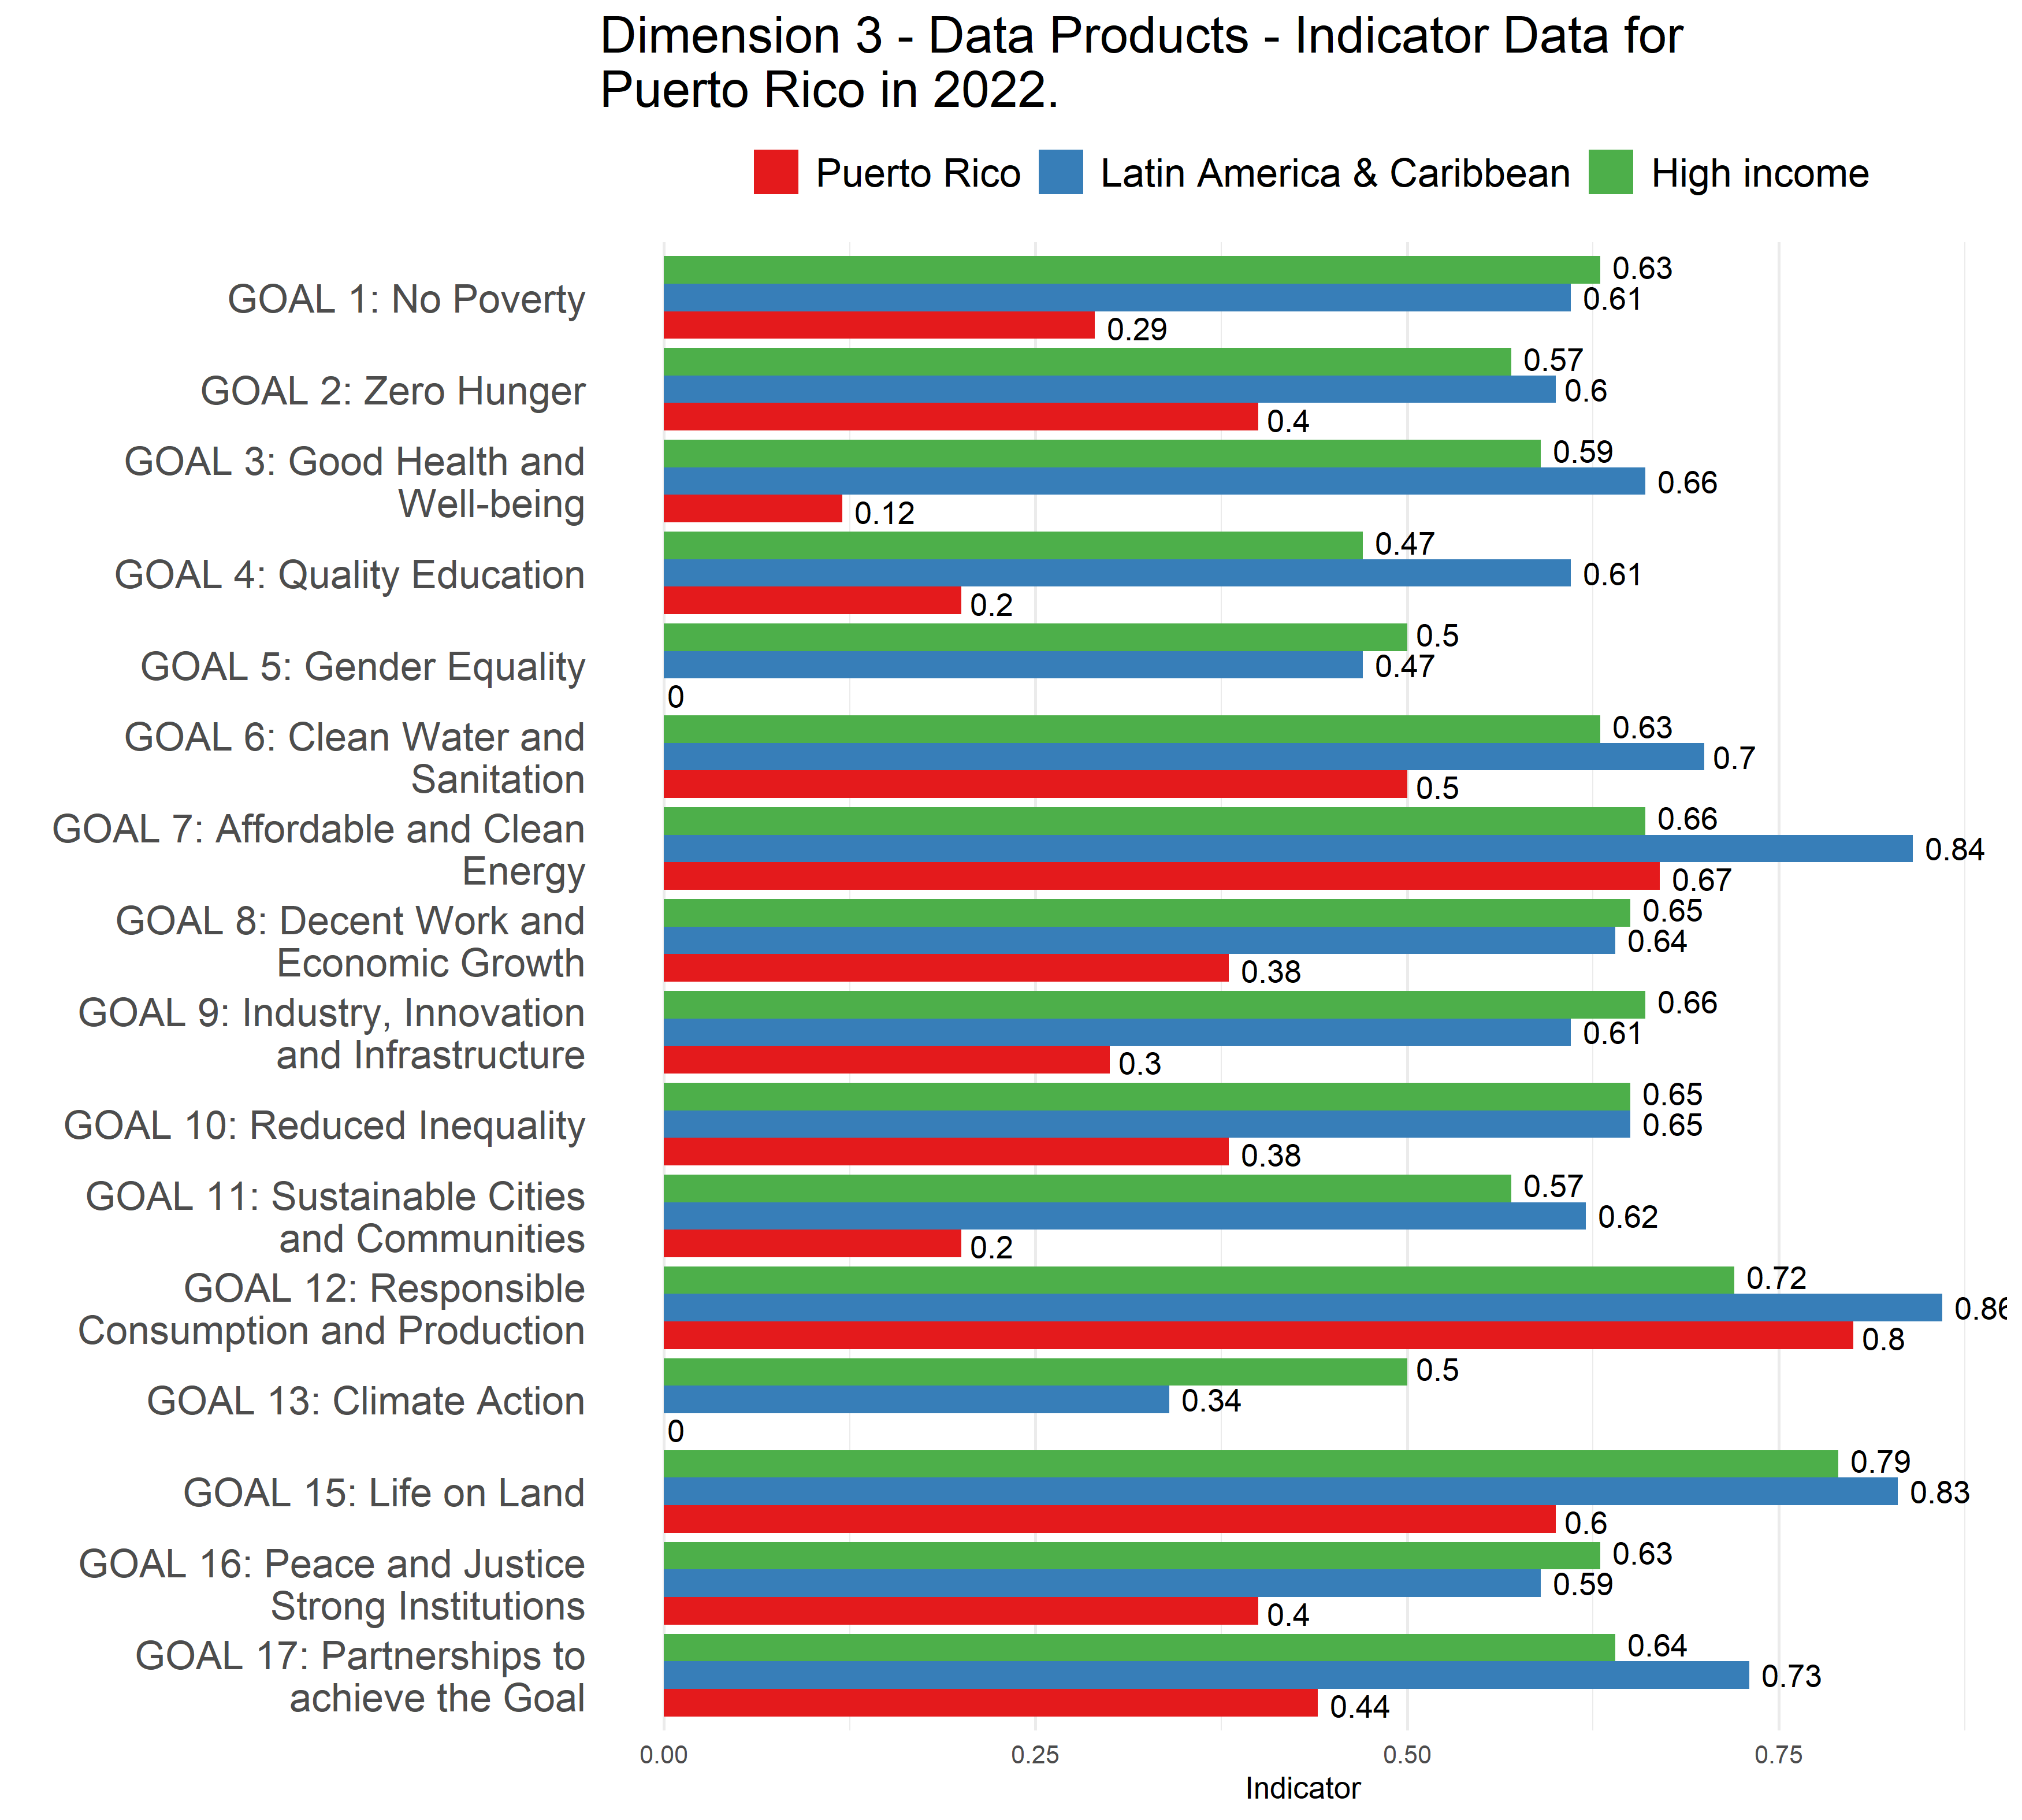 Dimension 3 - Data Products - Indicator Data for
Puerto Rico in 2022.
Puerto Rico Latin America & Caribbean High income
GOAL 1: No Poverty
0.63
0.61
0.29
GOAL 2: Zero Hunger
0.57
0.6
0.4
GOAL 3: Good Health and
Well-being
0.59
0.66
0.12
GOAL 4: Quality Education
0.47
0.61
0.2
GOAL 5: Gender Equality
0.5
0.47
0
GOAL 6: Clean Water and
Sanitation
0.63
0.7
0.5
GOAL 7: Affordable and Clean
Energy
0.66
0.84
0.67
GOAL 8: Decent Work and
Economic Growth
0.65
0.64
0.38
GOAL 9: Industry, Innovation
and Infrastructure
0.66
0.61
0.3
GOAL 10: Reduced Inequality
0.65
0.65
0.38
GOAL 11: Sustainable Cities
and Communities
0.57
0.62
0.2
GOAL 12: Responsible
Consumption and Production
0.72
0.86
0.8
GOAL 13: Climate Action
0.5
0.34
0
GOAL 15: Life on Land
0.79
0.83
0.6
GOAL 16: Peace and Justice
Strong Institutions
0.63
0.59
0.4
GOAL 17: Partnerships to
achieve the Goal
0.64
0.73
0.44
0.00 0.25 0.50 0.75
Indicator